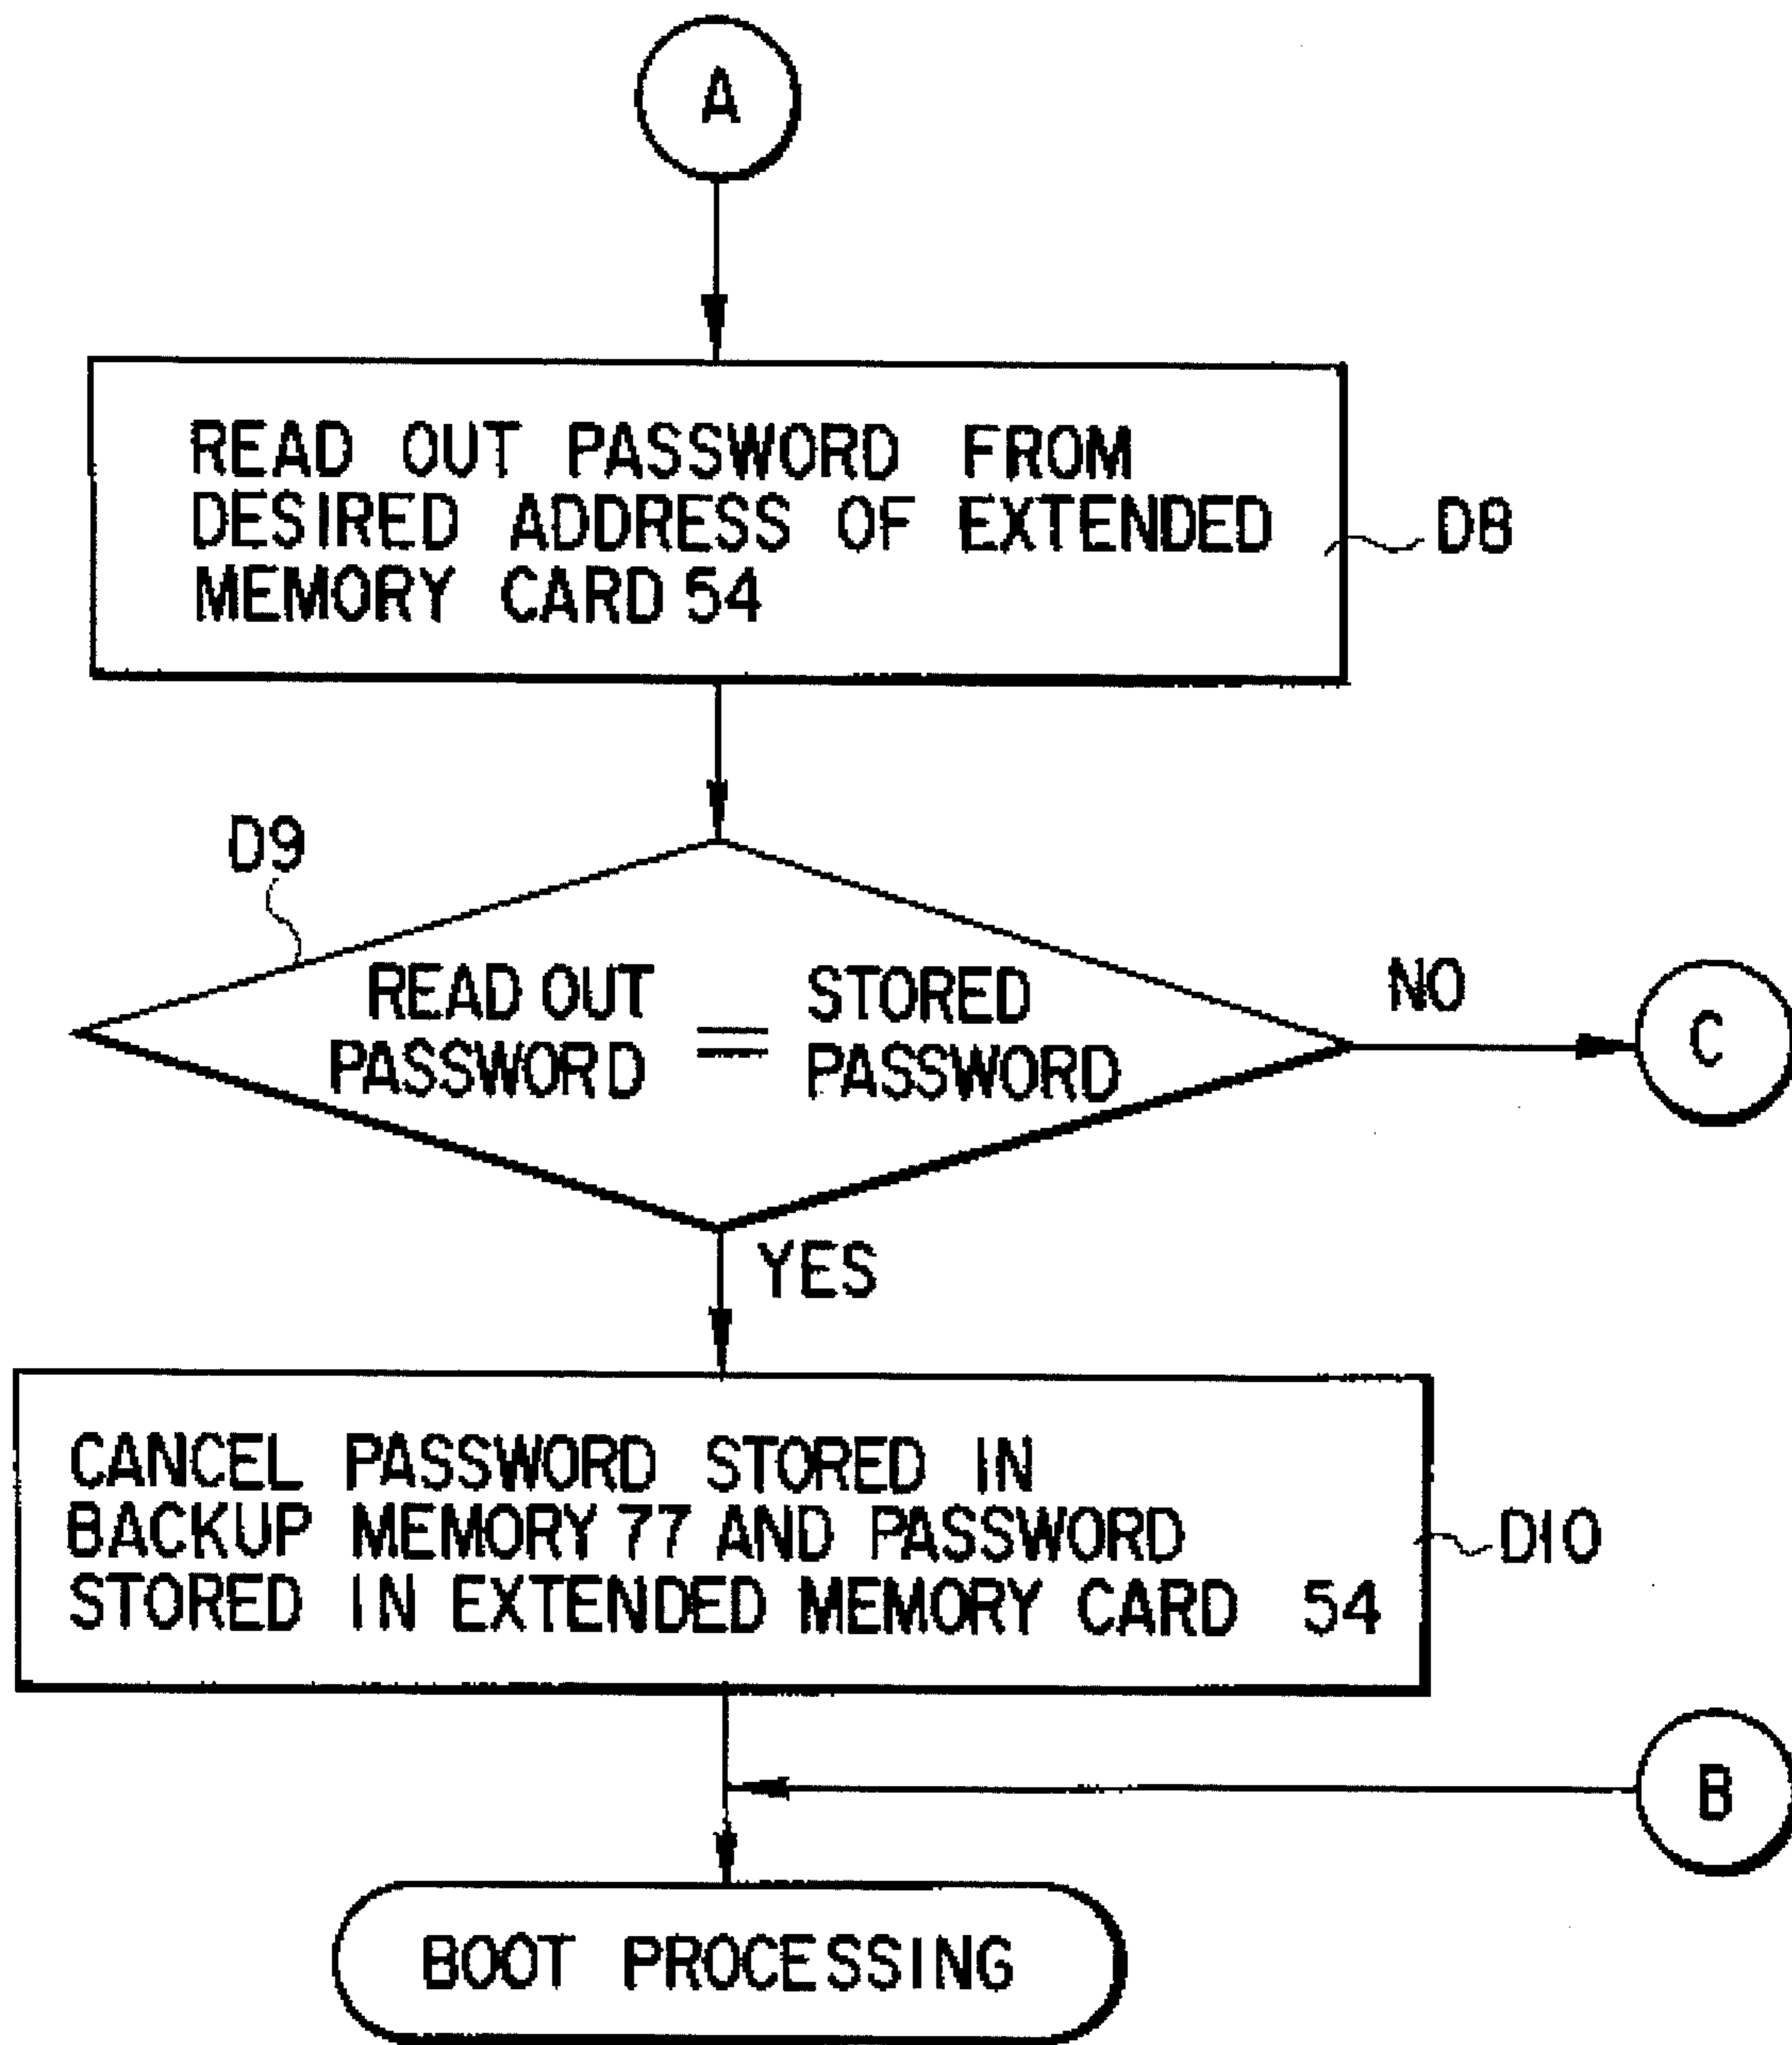 A
READ OUT PASSWORD FROM
DESIRED ADDRESS OF EXTENDED
MEMORY CARD 54
D8
D9
READ OUT
PASSWORD
=
STORED
PASSWORD
NO
C
YES
CANCEL PASSWORD STORED IN
BACKUP MEMORY 77 AND PASSWORD
STORED IN EXTENDED MEMORY CARD 54
D10
B
BOOT PROCESSING